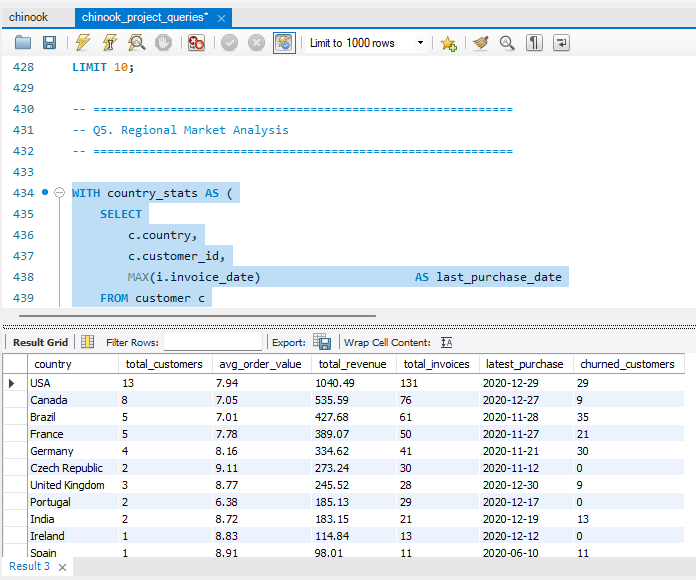 chinook chinook_project_queries*
Limit to 1000 rows
428 LIMIT 10;
429
430 -- ============================================================
431 -- Q5. Regional Market Analysis
432 -- ============================================================
433
434 WITH country_stats AS (
435 SELECT
436 c.country,
437 c.customer_id,
438 MAX(i.invoice_date) AS last_purchase_date
439 FROM customer c
Result Grid Filter Rows: Export: Wrap Cell Content:
country total_customers avg_order_value total_revenue total_invoices latest_purchase churned_customers
USA 13 7.94 1040.49 131 2020-12-29 29
Canada 8 7.05 535.59 76 2020-12-27 9
Brazil 5 7.01 427.68 61 2020-11-28 35
France 5 7.78 389.07 50 2020-11-27 21
Germany 4 8.16 334.62 41 2020-11-21 30
Czech Republic 2 9.11 273.24 30 2020-11-12 0
United Kingdom 3 8.77 245.52 28 2020-12-30 9
Portugal 2 6.38 185.13 29 2020-12-17 0
India 2 8.72 183.15 21 2020-12-19 13
Ireland 1 8.83 114.84 13 2020-12-12 0
Spain 1 8.91 98.01 11 2020-06-10 11
Result 3